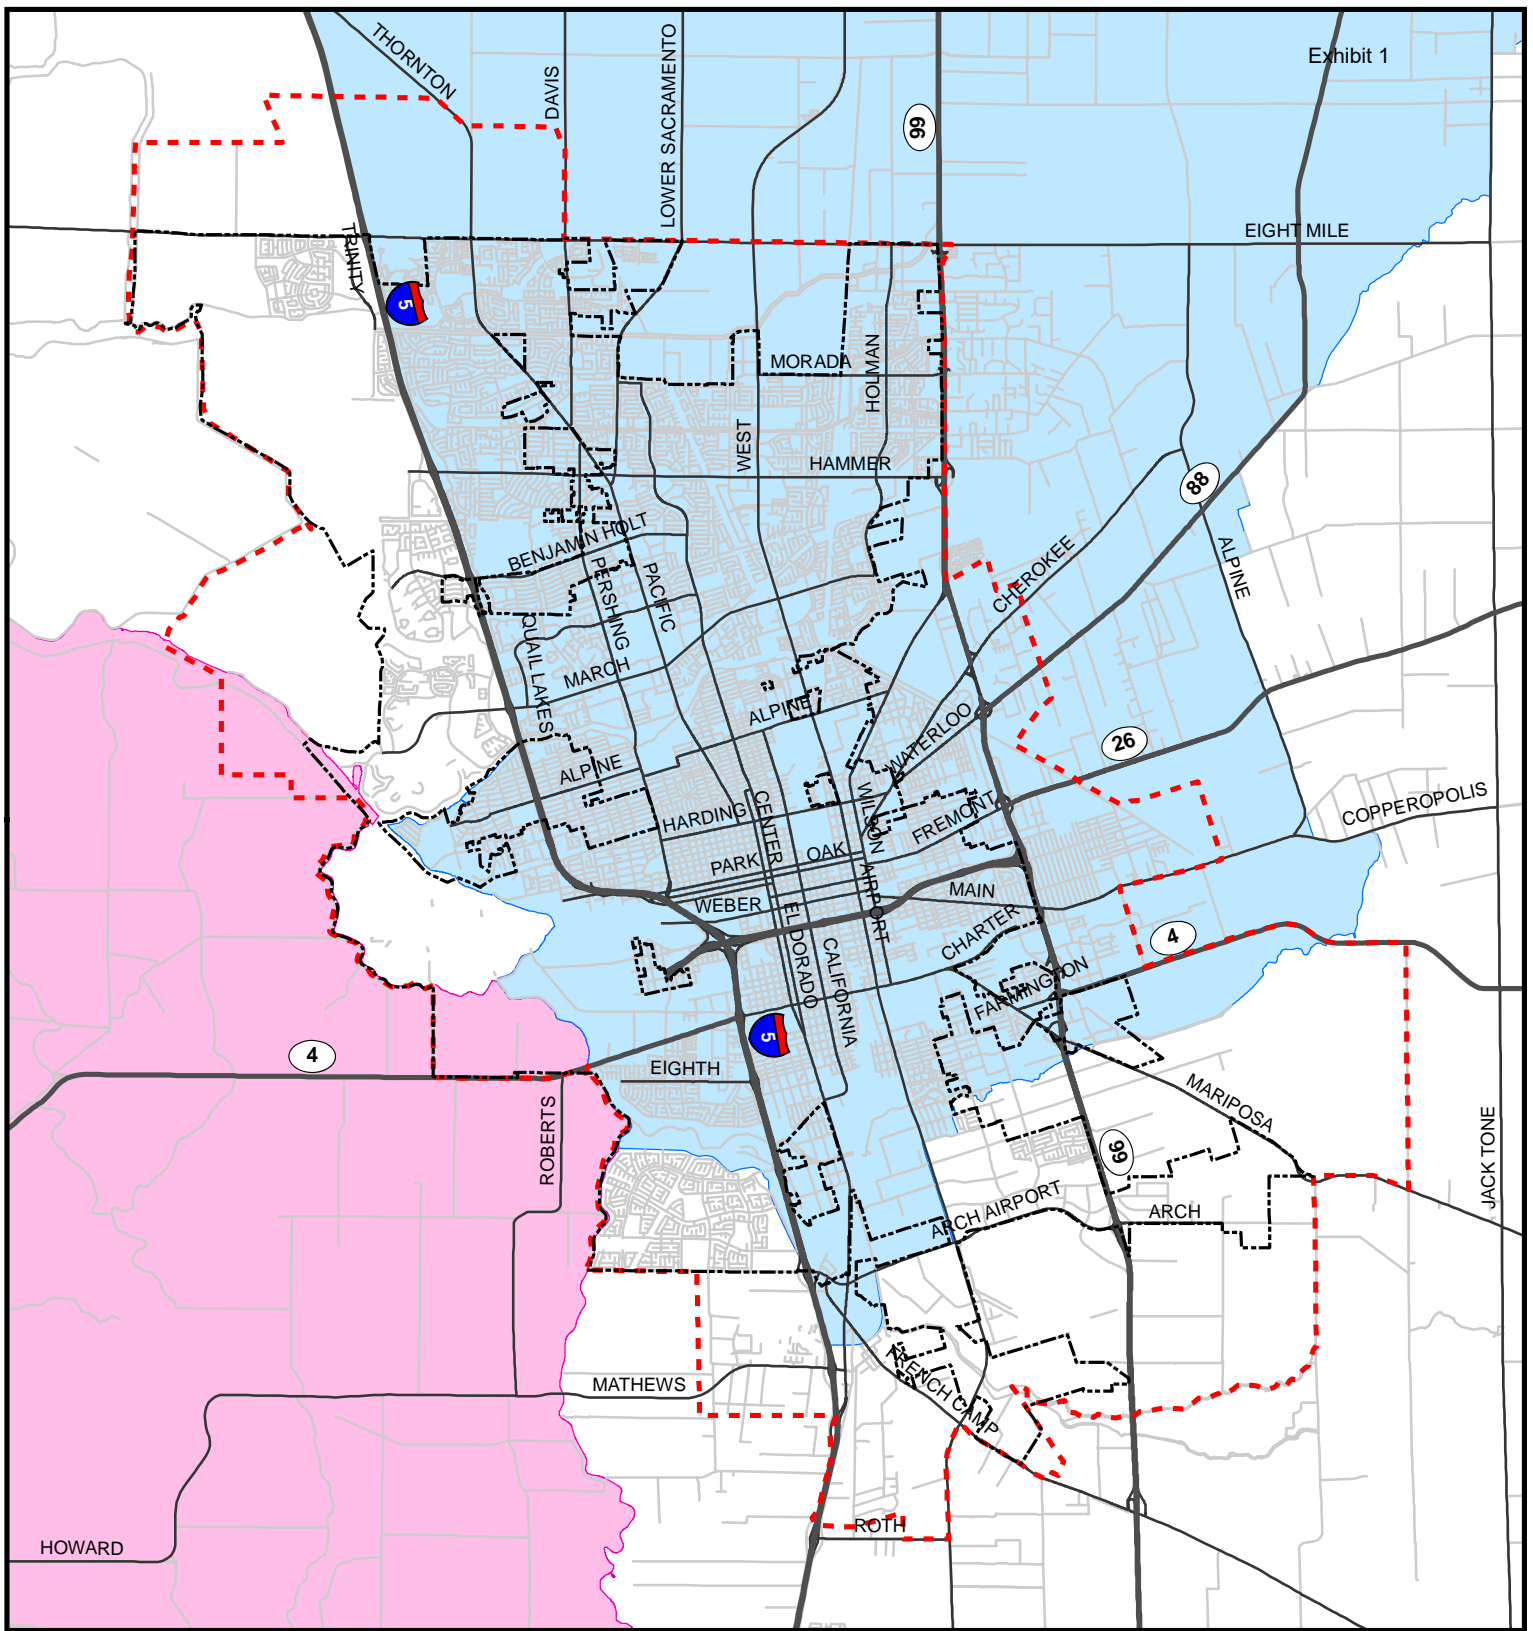 Exhibit 1
THORNTON
DAVIS
LOWER SACRAMENTO
99
EIGHT MILE
TRINITY
5
MORADA
HOLMAN
WEST
HAMMER
88
BENJAMIN HOLT
PERSHING
PACIFIC
CHEROKEE
ALPINE
QUAIL LAKES
MARCH
ALPINE
WATERLOO
26
ALPINE
COPPEROPOLIS
HARDING
CENTER
WILSON
FREMONT
PARK
OAK
WEBER
MAIN
EL DORADO
AIRPORT
CHARTER
CALIFORNIA
4
FARMINGTON
5
4
EIGHTH
MARIPOSA
ROBERTS
99
JACK TONE
ARCH AIRPORT
ARCH
MATHEWS
FRENCH CAMP
ROTH
HOWARD